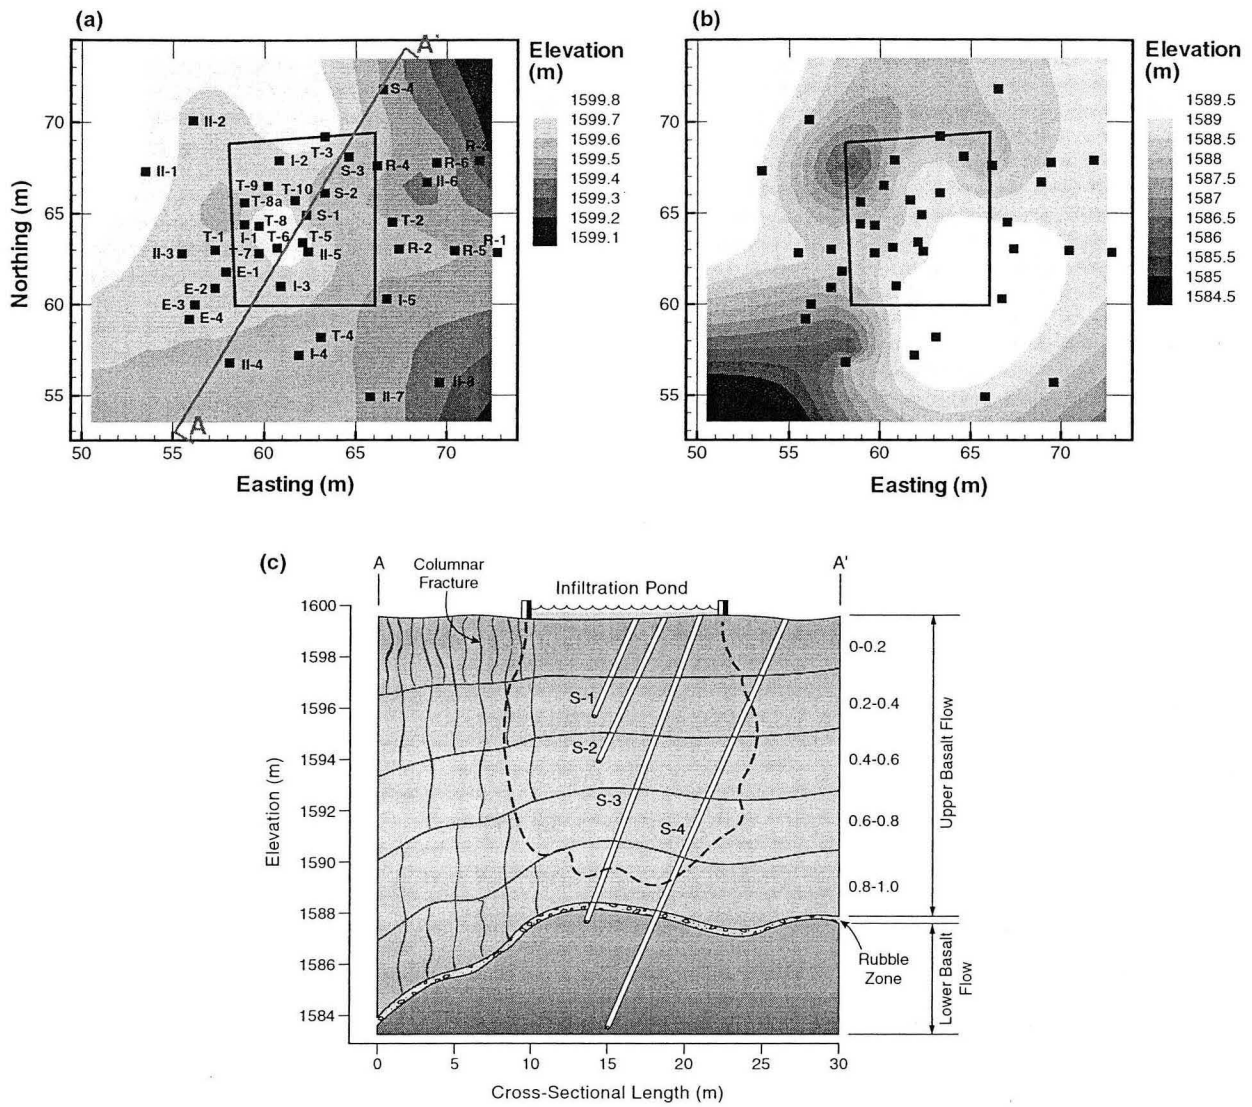 (a)
A'
Elevation
(m)
1599.8
1599.7
1599.6
1599.5
1599.4
1599.3
1599.2
1599.1
70
65
60
55
Northing (m)
S-4
II-2
T-3
R-3
I-2
S-3
R-4
R-6
II-1
T-9
T-10
S-2
II-6
T-8a
S-1
T-8
T-2
I-1
T-6
T-5
T-1
R-1
II-3
T-7
II-5
R-2
R-5
E-1
E-2
I-3
E-3
I-5
E-4
T-4
I-4
II-4
II-8
II-7
A
50
55
60
65
70
Easting (m)
(b)
Elevation
(m)
1589.5
1589
1588.5
1588
1587.5
1587
1586.5
1586
1585.5
1585
1584.5
70
65
60
55
50
55
60
65
70
Easting (m)
(c)
A
Columnar
Fracture
Infiltration Pond
A'
1600
1598
1596
1594
1592
1590
1588
1586
1584
Elevation (m)
S-1
S-2
S-3
S-4
0-0.2
0.2-0.4
0.4-0.6
0.6-0.8
0.8-1.0
Upper Basalt Flow
Rubble
Zone
Lower Basalt
Flow
0
5
10
15
20
25
30
Cross-Sectional Length (m)